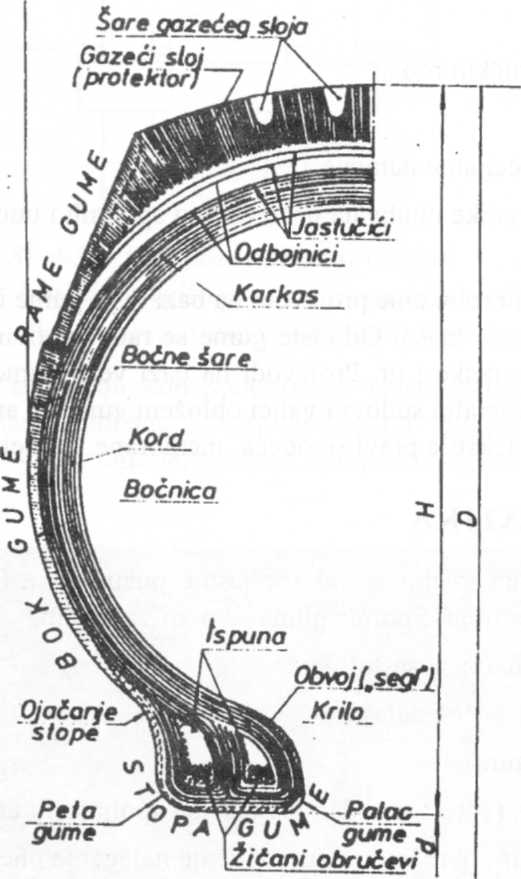 Šare gazećeg sloja
Gazeći sloj
(protektor)
RAME GUME
Jastučići
Odbojnici
Karkas
Bočne šare
Kord
Bočnica
BOK GUME
H
D
Ispuna
Obvoj („segl")
Krilo
Ojačanje
stope
STOPA GUME
Peta
gume
Palac
gume
d
Žičani obručevi